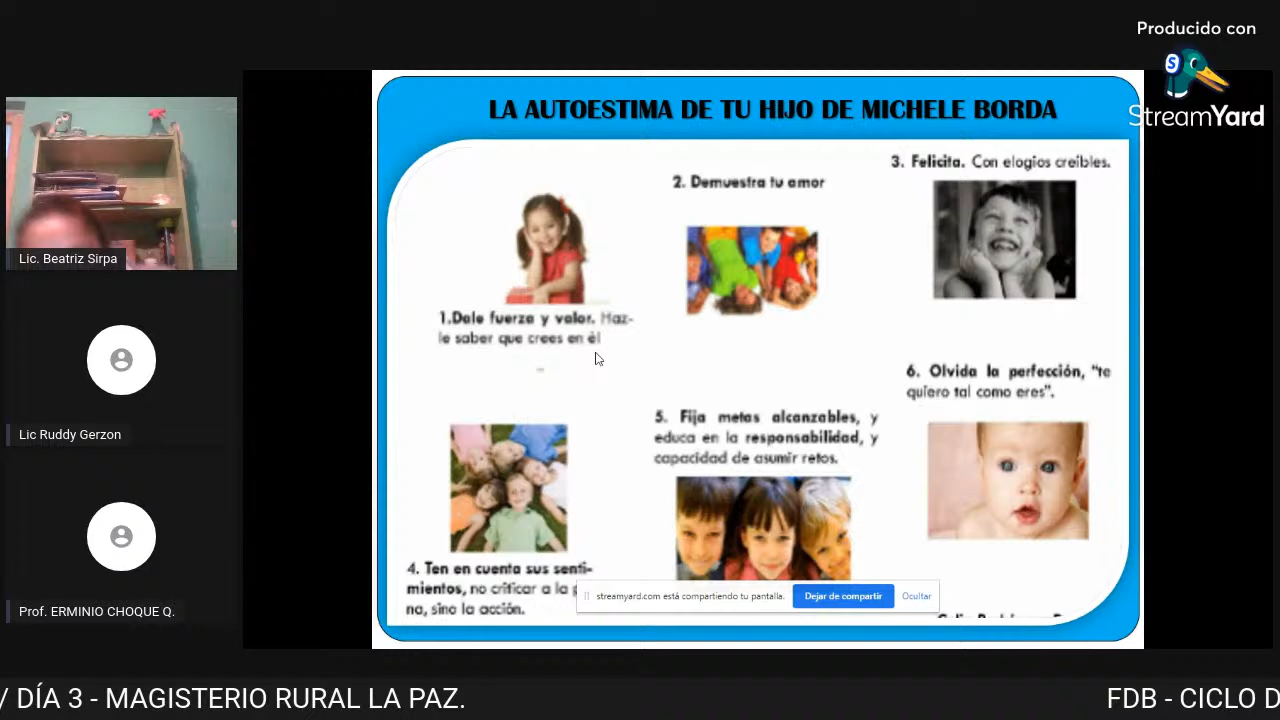 Producido con
StreamYard
LA AUTOESTIMA DE TU HIJO DE MICHELE BORDA
1.Dale fuerza y valor. Haz-
le saber que crees en él
2. Demuestra tu amor
3. Felicita. Con elogios creíbles.
4. Ten en cuenta sus senti-
mientos, no criticar a la
na, sino la acción.
5. Fija metas alcanzables, y
educa en la responsabilidad, y
capacidad de asumir retos.
6. Olvida la perfección, "te
quiero tal como eres".
streamyard.com está compartiendo tu pantalla.
Dejar de compartir
Ocultar
Lic. Beatriz Sirpa
Lic Ruddy Gerzon
Prof. ERMINIO CHOQUE Q.
/ DÍA 3 - MAGISTERIO RURAL LA PAZ.
FDB - CICLO D